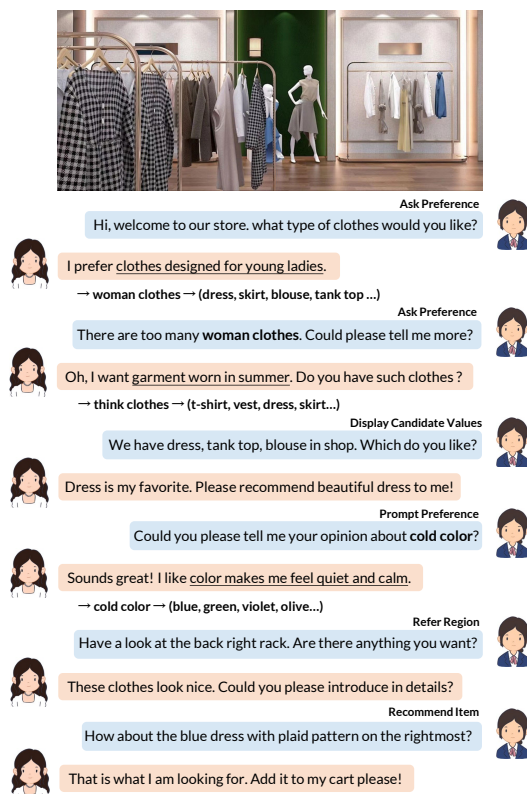 Ask Preference
Hi, welcome to our store. what type of clothes would you like?
I prefer clothes designed for young ladies.
→ woman clothes → (dress, skirt, blouse, tank top ...)
Ask Preference
There are too many woman clothes. Could please tell me more?
Oh, I want garment worn in summer. Do you have such clothes ?
→ think clothes → (t-shirt, vest, dress, skirt...)
Display Candidate Values
We have dress, tank top, blouse in shop. Which do you like?
Dress is my favorite. Please recommend beautiful dress to me!
Prompt Preference
Could you please tell me your opinion about cold color?
Sounds great! I like color makes me feel quiet and calm.
→ cold color → (blue, green, violet, olive...)
Refer Region
Have a look at the back right rack. Are there anything you want?
These clothes look nice. Could you please introduce in details?
Recommend Item
How about the blue dress with plaid pattern on the rightmost?
That is what I am looking for. Add it to my cart please!